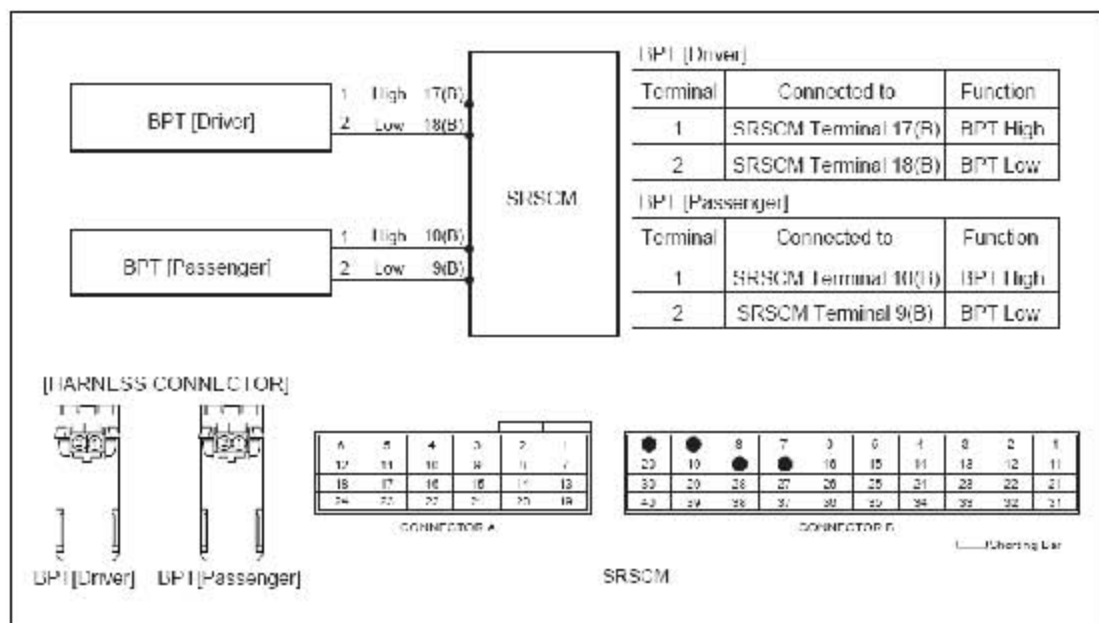 BPT [Driver]
1 High 17(B)
2 Low 18(B)
BPT [Passenger]
1 High 10(B)
2 Low 9(B)
SRSCM
BPT [Driver]
Terminal Connected to Function
1 SRSCM Terminal 17(B) BPT High
2 SRSCM Terminal 18(B) BPT Low
BPT [Passenger]
Terminal Connected to Function
1 SRSCM Terminal 10(B) BPT High
2 SRSCM Terminal 9(B) BPT Low
[HARNESS CONNECTOR]
2 1
2 1
BPT[Driver]
BPT[Passenger]
6 5 4 3 2 1
12 11 10 9 8 7
18 17 16 15 14 13
24 23 22 21 20 19
CONNECTOR A
8 7 6 5 4 3 2 1
20 19 16 15 14 13 12 11
30 29 28 27 26 25 24 23 22 21
40 39 38 37 36 35 34 33 32 31
CONNECTOR B
Shorting Bar
SRSCM